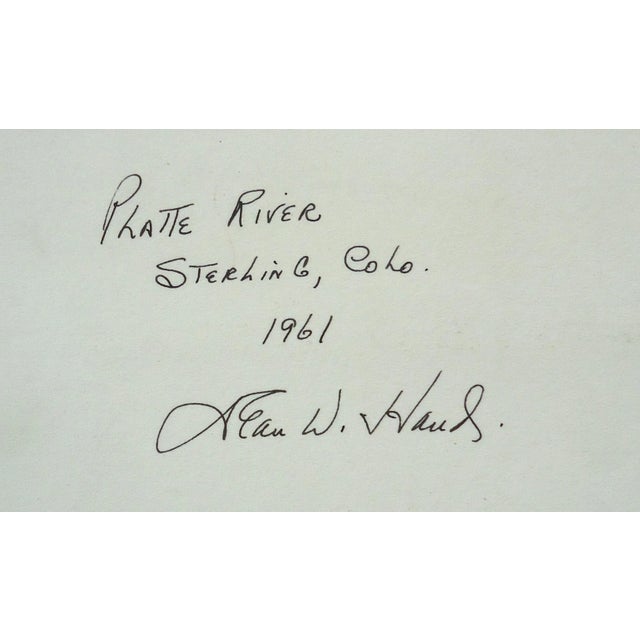 PLATTE RIVER
STERLING, COLO.
1961
W.